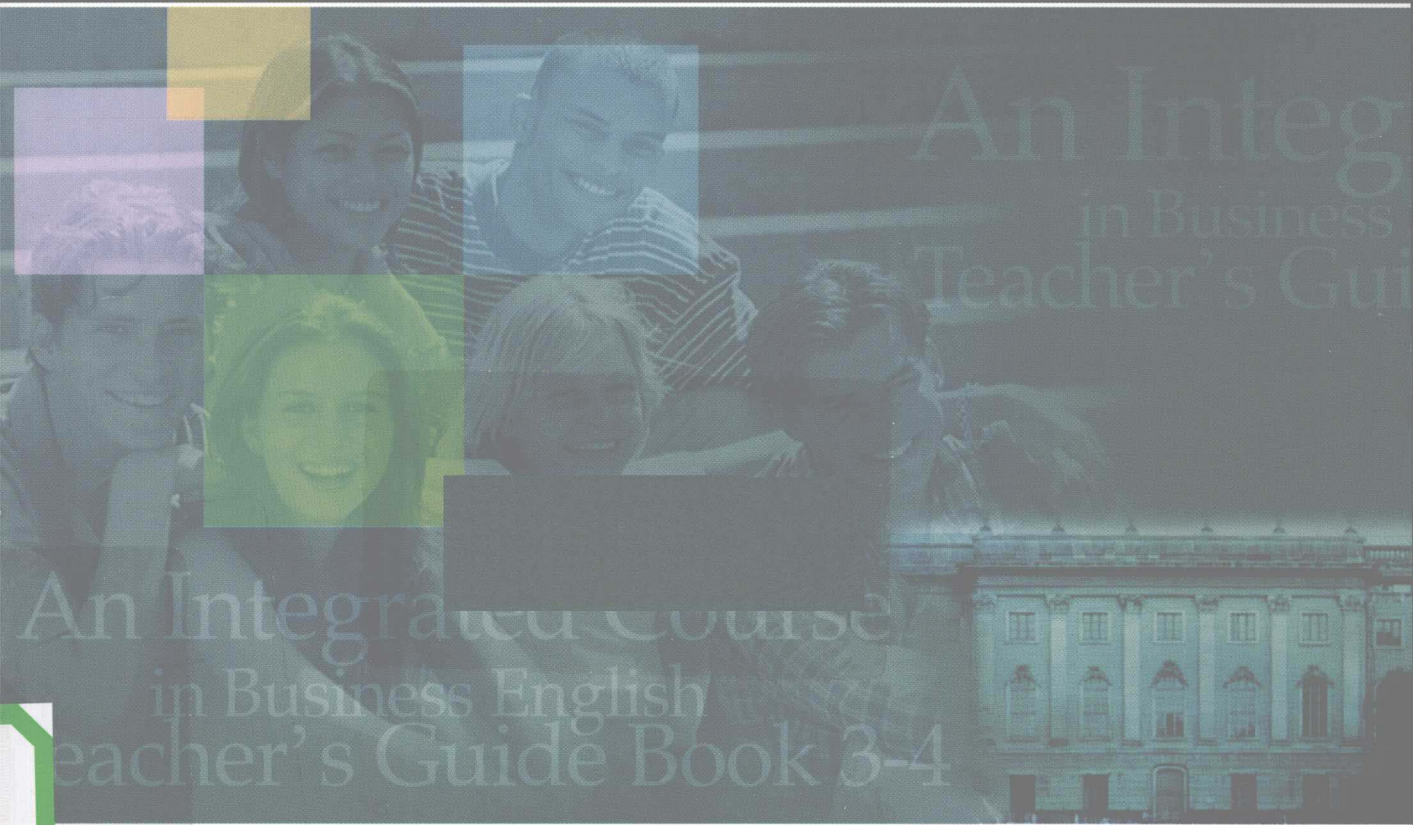 An Integ
in Business
Teacher's Gui
An Integrated Course
in Business English
eacher's Guide Book 3-4